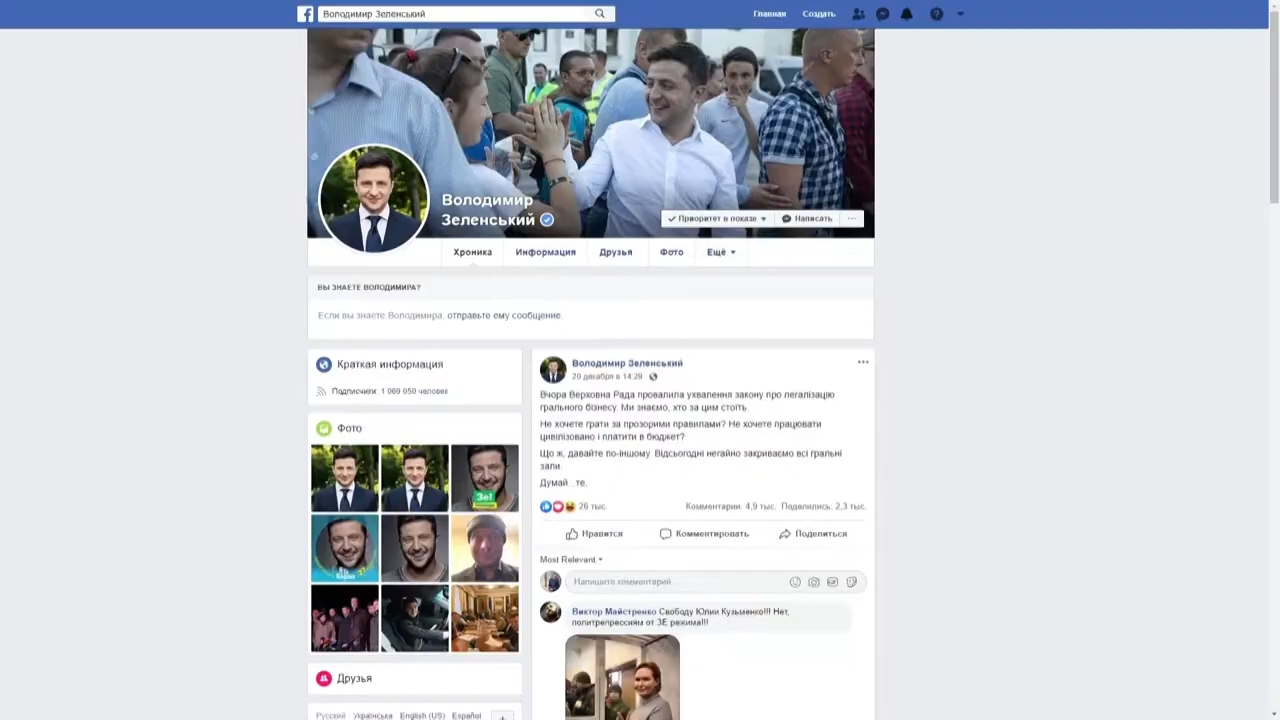 Володимир Зеленський
Главная
Создать
Володимир
Зеленський
Приоритет в показе
Написать
Хроника
Информация
Друзья
Фото
Ещё
ВЫ ЗНАЕТЕ ВОЛОДИМИРА?
Если вы знаете Володимира, отправьте ему сообщение.
Краткая информация
Подписчики: 1 069 050 человек
Фото
Зе!
Друзья
Русский Українська English (US) Español
Володимир Зеленський
20 декабря в 14:29
Вчора Верховна Рада провалила ухвалення закону про легалізацію
грального бізнесу. Ми знаємо, хто за цим стоїть.
Не хочете грати за прозорими правилами? Не хочете працювати
цивілізовано і платити в бюджет?
Що ж, давайте по-іншому. Відсьогодні негайно закриваємо всі гральні
зали.
Думай…те.
26 тыс.
Комментарии: 4,9 тыс. Поделились: 2,3 тыс.
Нравится
Комментировать
Поделиться
Most Relevant
Напишите комментарий...
Виктор Майстренко Свободу Юлии Кузьменко!!! Нет,
политрепрессиям от ЗЕ режима!!!